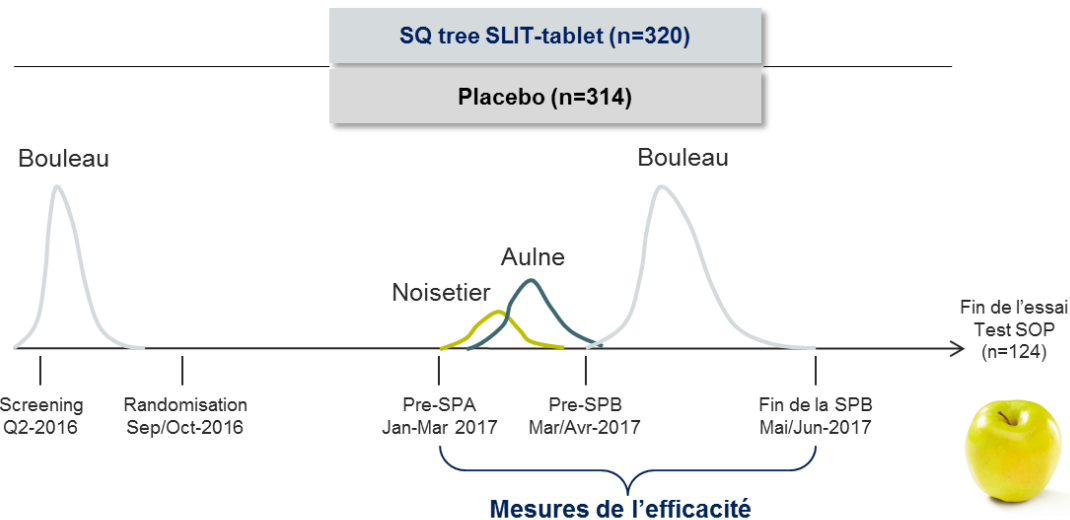 SQ tree SLIT-tablet (n=320)
Placebo (n=314)
Bouleau
Bouleau
Aulne
Noisetier
Fin de l’essai
Test SOP
(n=124)
Screening
Q2-2016
Randomisation
Sep/Oct-2016
Pre-SPA
Jan-Mar 2017
Pre-SPB
Mar/Avr-2017
Fin de la SPB
Mai/Jun-2017
Mesures de l’efficacité